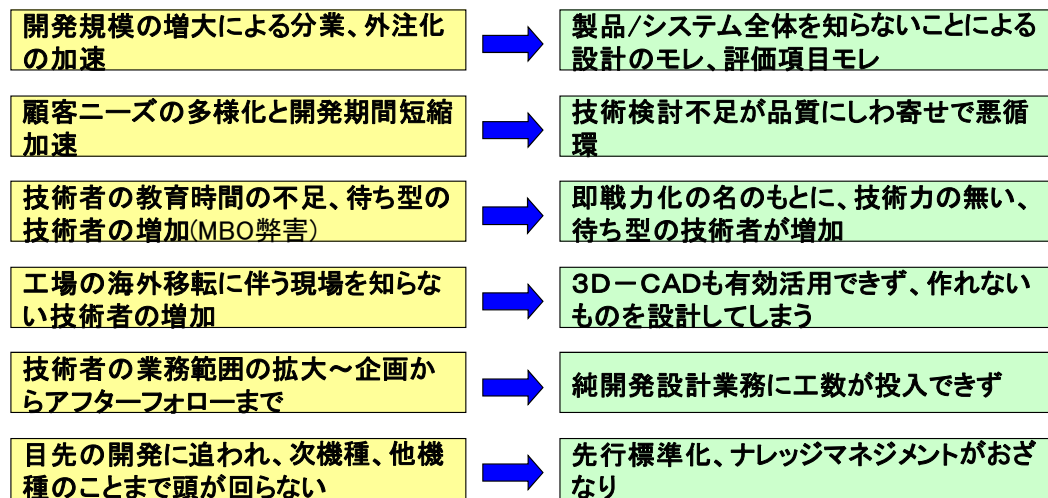 開発規模の増大による分業、外注化
の加速
製品/システム全体を知らないことによる
設計のモレ、評価項目モレ
顧客ニーズの多様化と開発期間短縮
加速
技術検討不足が品質にしわ寄せで悪循
環
技術者の教育時間の不足、待ち型の
技術者の増加(MBO弊害)
即戦力化の名のもとに、技術力の無い、
待ち型の技術者が増加
工場の海外移転に伴う現場を知らな
い技術者の増加
3D－CADも有効活用できず、作れない
ものを設計してしまう
技術者の業務範囲の拡大～企画か
らアフターフォローまで
純開発設計業務に工数が投入できず
目先の開発に追われ、次機種、他機
種のことまで頭が回らない
先行標準化、ナレッジマネジメントがおざ
なり